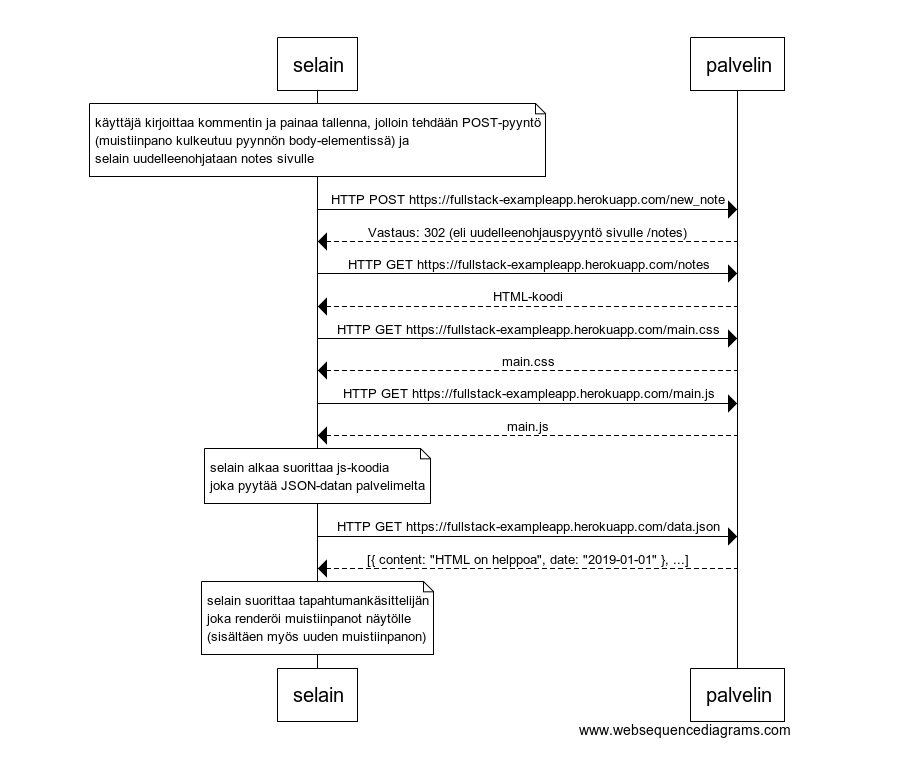 selain
palvelin
käyttäjä kirjoittaa kommentin ja painaa tallenna, jolloin tehdään POST-pyyntö
(muistiinpano kulkeutuu pyynnön body-elementissä) ja
selain uudelleenohjataan notes sivulle
HTTP POST https://fullstack-exampleapp.herokuapp.com/new_note
Vastaus: 302 (eli uudelleenohjauspyyntö sivulle /notes)
HTTP GET https://fullstack-exampleapp.herokuapp.com/notes
HTML-koodi
HTTP GET https://fullstack-exampleapp.herokuapp.com/main.css
main.css
HTTP GET https://fullstack-exampleapp.herokuapp.com/main.js
main.js
selain alkaa suorittaa js-koodia
joka pyytää JSON-datan palvelimelta
HTTP GET https://fullstack-exampleapp.herokuapp.com/data.json
[{ content: "HTML on helppoa", date: "2019-01-01" }, ...]
selain suorittaa tapahtumankäsittelijän
joka renderöi muistiinpanot näytölle
(sisältäen myös uuden muistiinpanon)
selain
palvelin
www.websequencediagrams.com